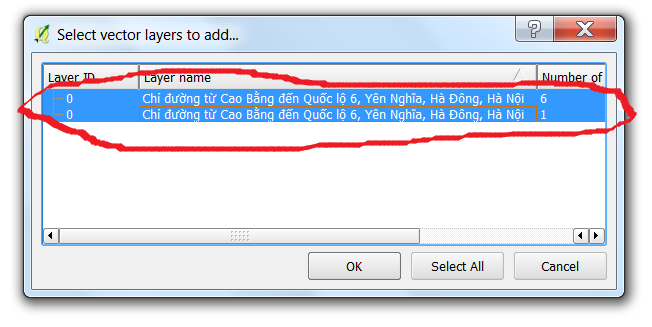 Select vector layers to add...
Layer ID Layer name Number of
0 Chỉ đường từ Cao Bằng đến Quốc lộ 6, Yên Nghĩa, Hà Đông, Hà Nội 6
0 Chỉ đường từ Cao Bằng đến Quốc lộ 6, Yên Nghĩa, Hà Đông, Hà Nội 1
OK Select All Cancel